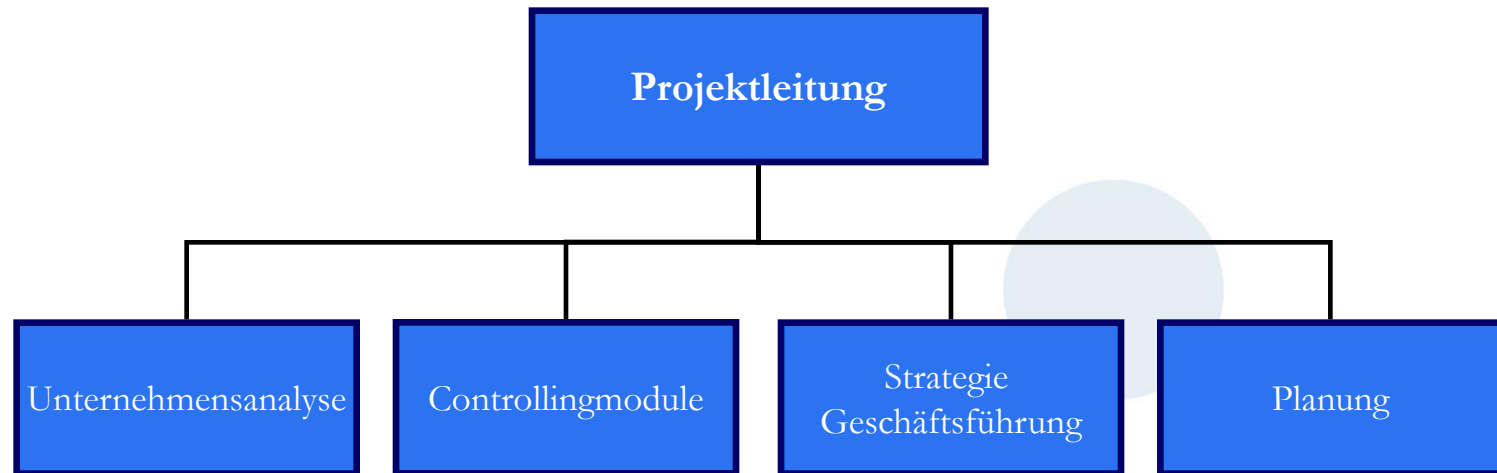 Projektleitung
Unternehmensanalyse
Controllingmodule
Strategie
Geschäftsführung
Planung